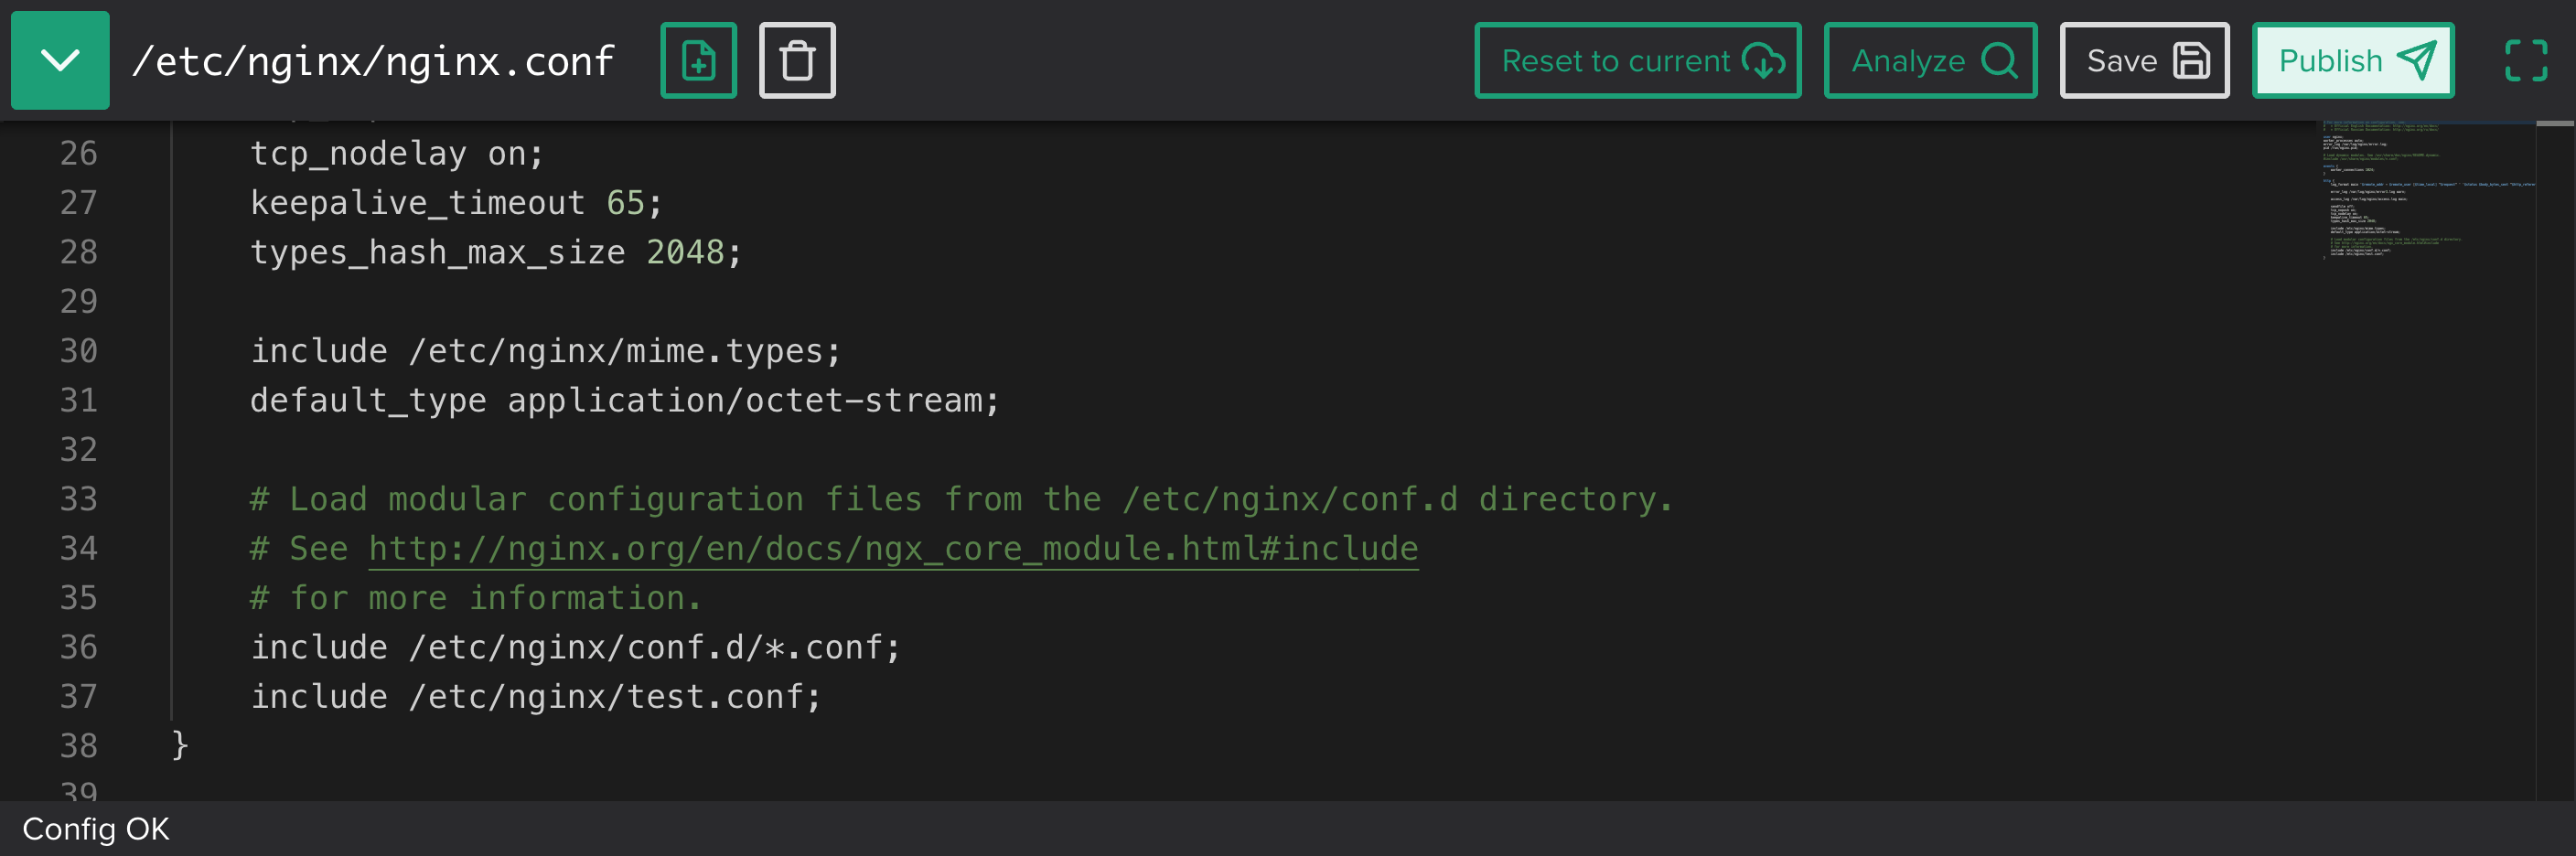 /etc/nginx/nginx.conf Reset to current Analyze Save Publish
26 tcp_nodelay on;
27 keepalive_timeout 65;
28 types_hash_max_size 2048;
29
30 include /etc/nginx/mime.types;
31 default_type application/octet-stream;
32
33 # Load modular configuration files from the /etc/nginx/conf.d directory.
34 # See http://nginx.org/en/docs/ngx_core_module.html#include
35 # for more information.
36 include /etc/nginx/conf.d/*.conf;
37 include /etc/nginx/test.conf;
38 }
39
Config OK